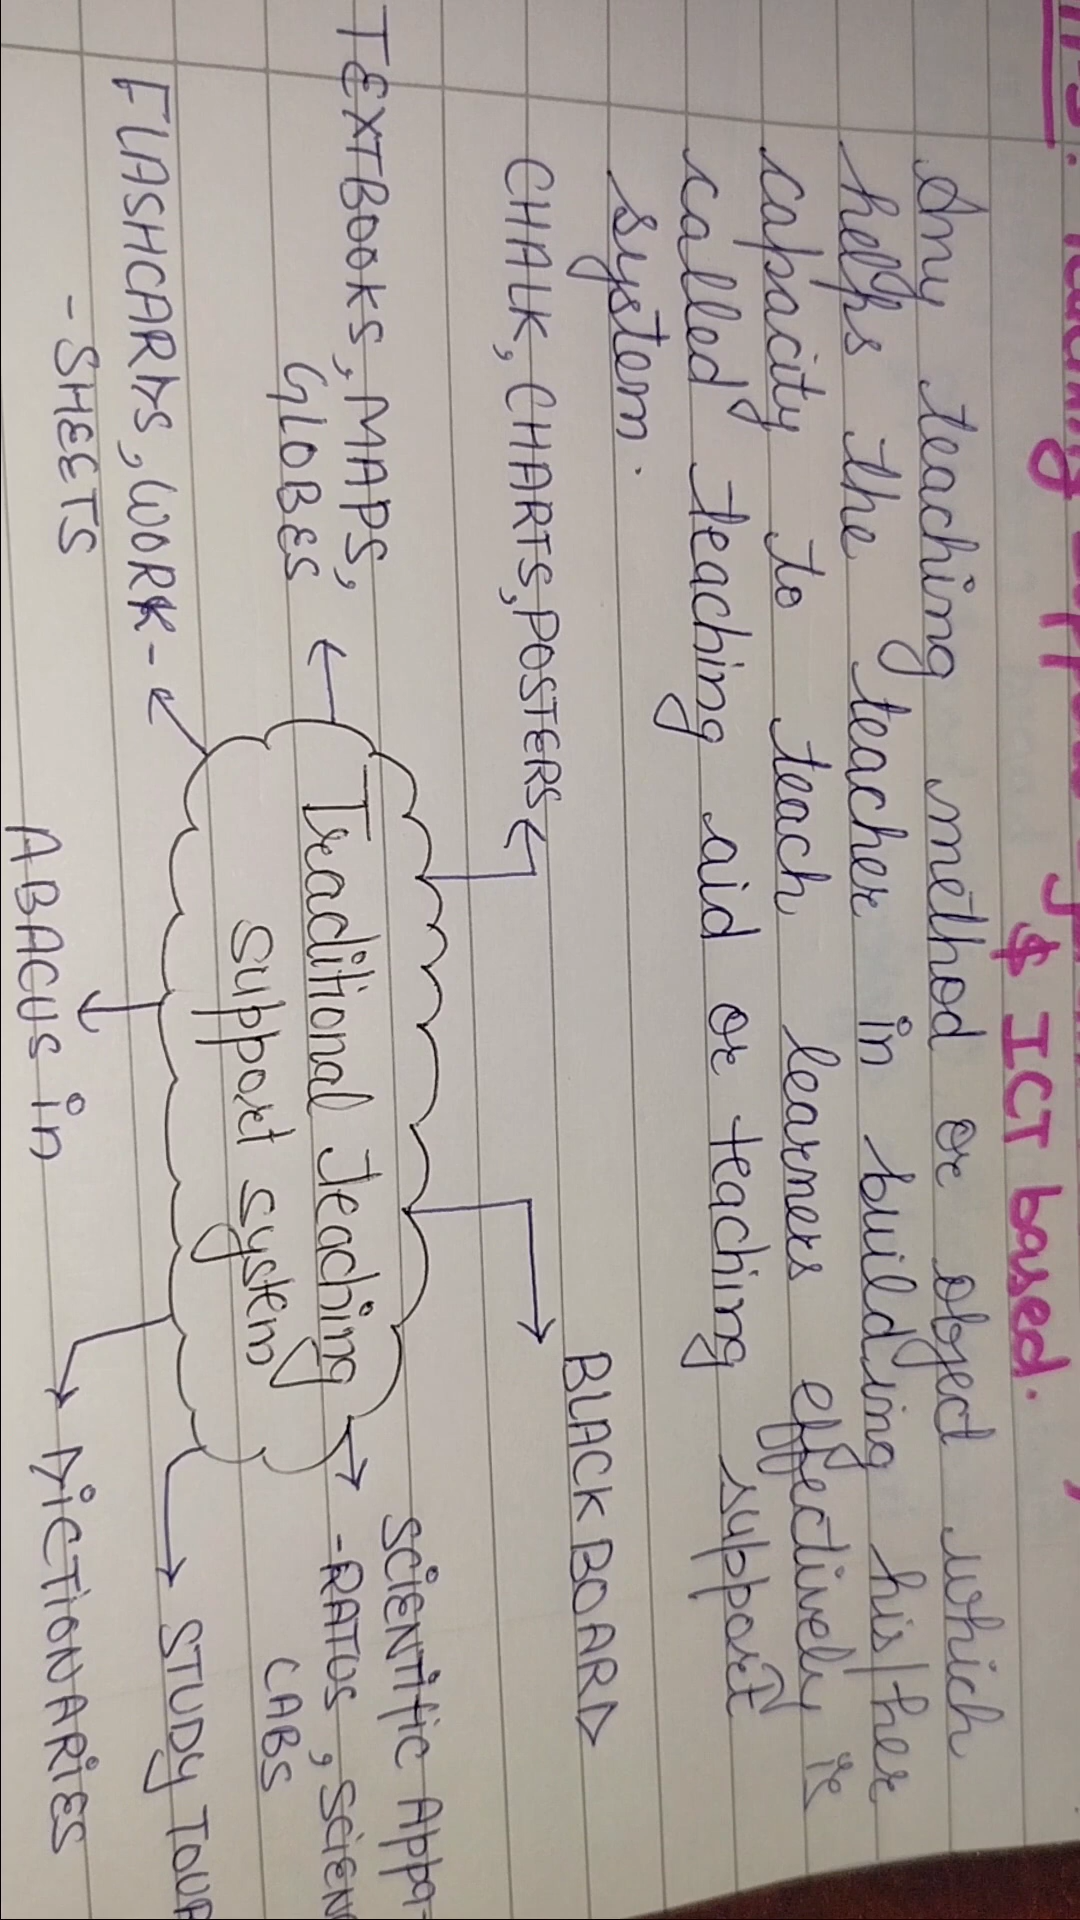 $ ICT based.
Any teaching method or object which
helps the teacher in building his/her
capacity to teach learners effectively is
called teaching aid or teaching support
system.
BLACKBOARD
CHALK, CHARTS, POSTERS
SCIENTIFIC APPA-
-RATUS, SCIEN
TEXTBOOKS, MAPS,
GLOBES
Traditional Teaching
support system
STUDY TOUR
FLASHCARDS, WORK-
-SHEETS
ABACUS in
DICTIONARIES